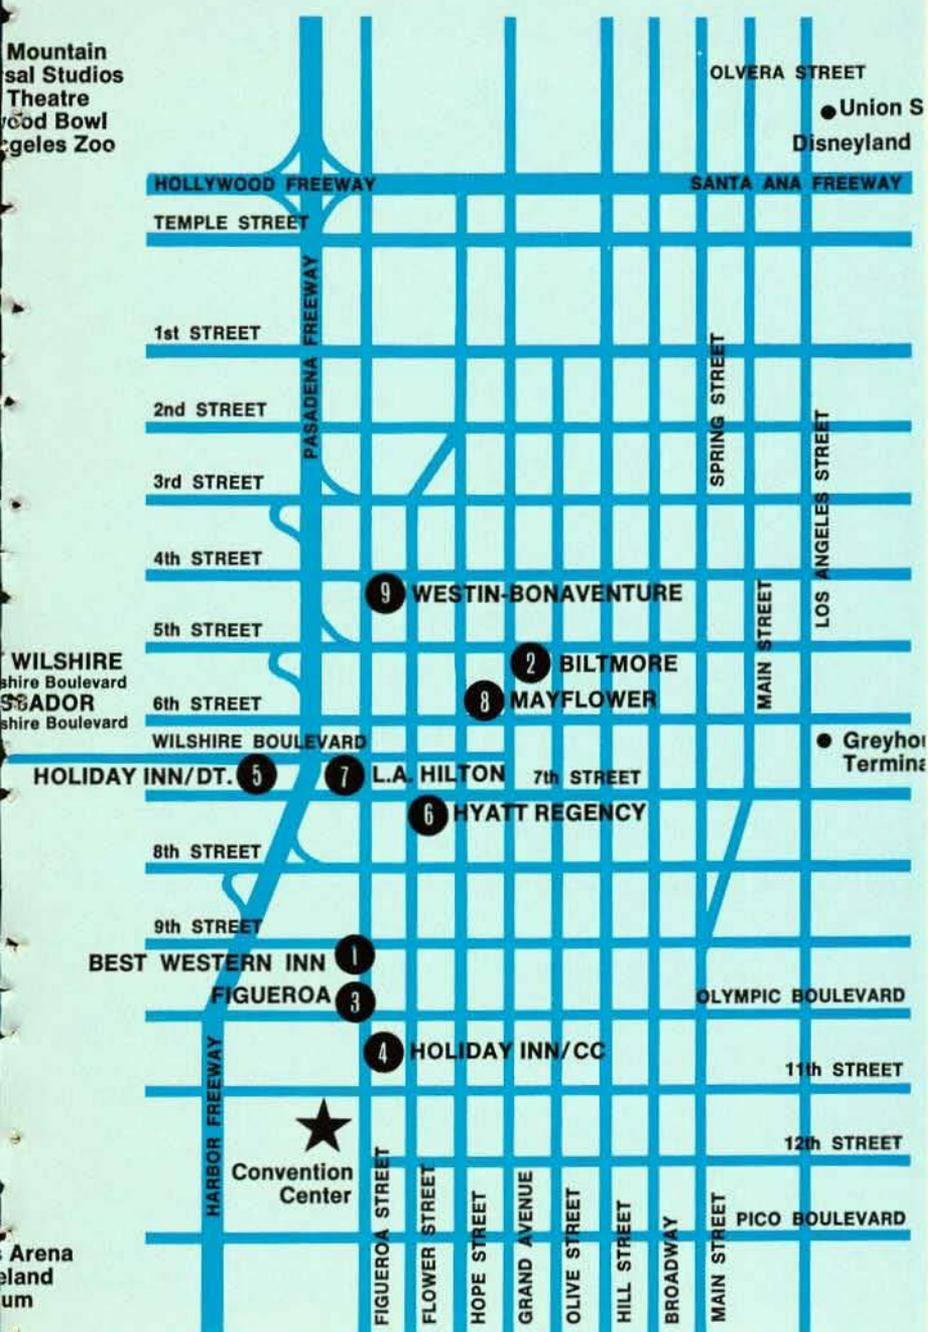 Mountain
sal Studios
Theatre
ood Bowl
geles Zoo
OLVERA STREET
Union S
Disneyland
HOLLYWOOD FREEWAY
SANTA ANA FREEWAY
TEMPLE STREET
PASADENA FREEWAY
1st STREET
SPRING STREET
2nd STREET
LOS ANGELES STREET
3rd STREET
4th STREET
9 WESTIN-BONAVENTURE
MAIN STREET
5th STREET
WILSHIRE
shire Boulevard
2 BILTMORE
SSADOR
shire Boulevard
6th STREET
8 MAYFLOWER
WILSHIRE BOULEVARD
Greyhou
Termina
HOLIDAY INN/DT. 5
7 L.A. HILTON
7th STREET
6 HYATT REGENCY
8th STREET
9th STREET
BEST WESTERN INN 1
FIGUEROA 3
OLYMPIC BOULEVARD
4 HOLIDAY INN/CC
HARBOR FREEWAY
11th STREET
12th STREET
Convention
Center
PICO BOULEVARD
FIGUEROA STREET
FLOWER STREET
HOPE STREET
GRAND AVENUE
OLIVE STREET
HILL STREET
BROADWAY
MAIN STREET
Arena
eland
um